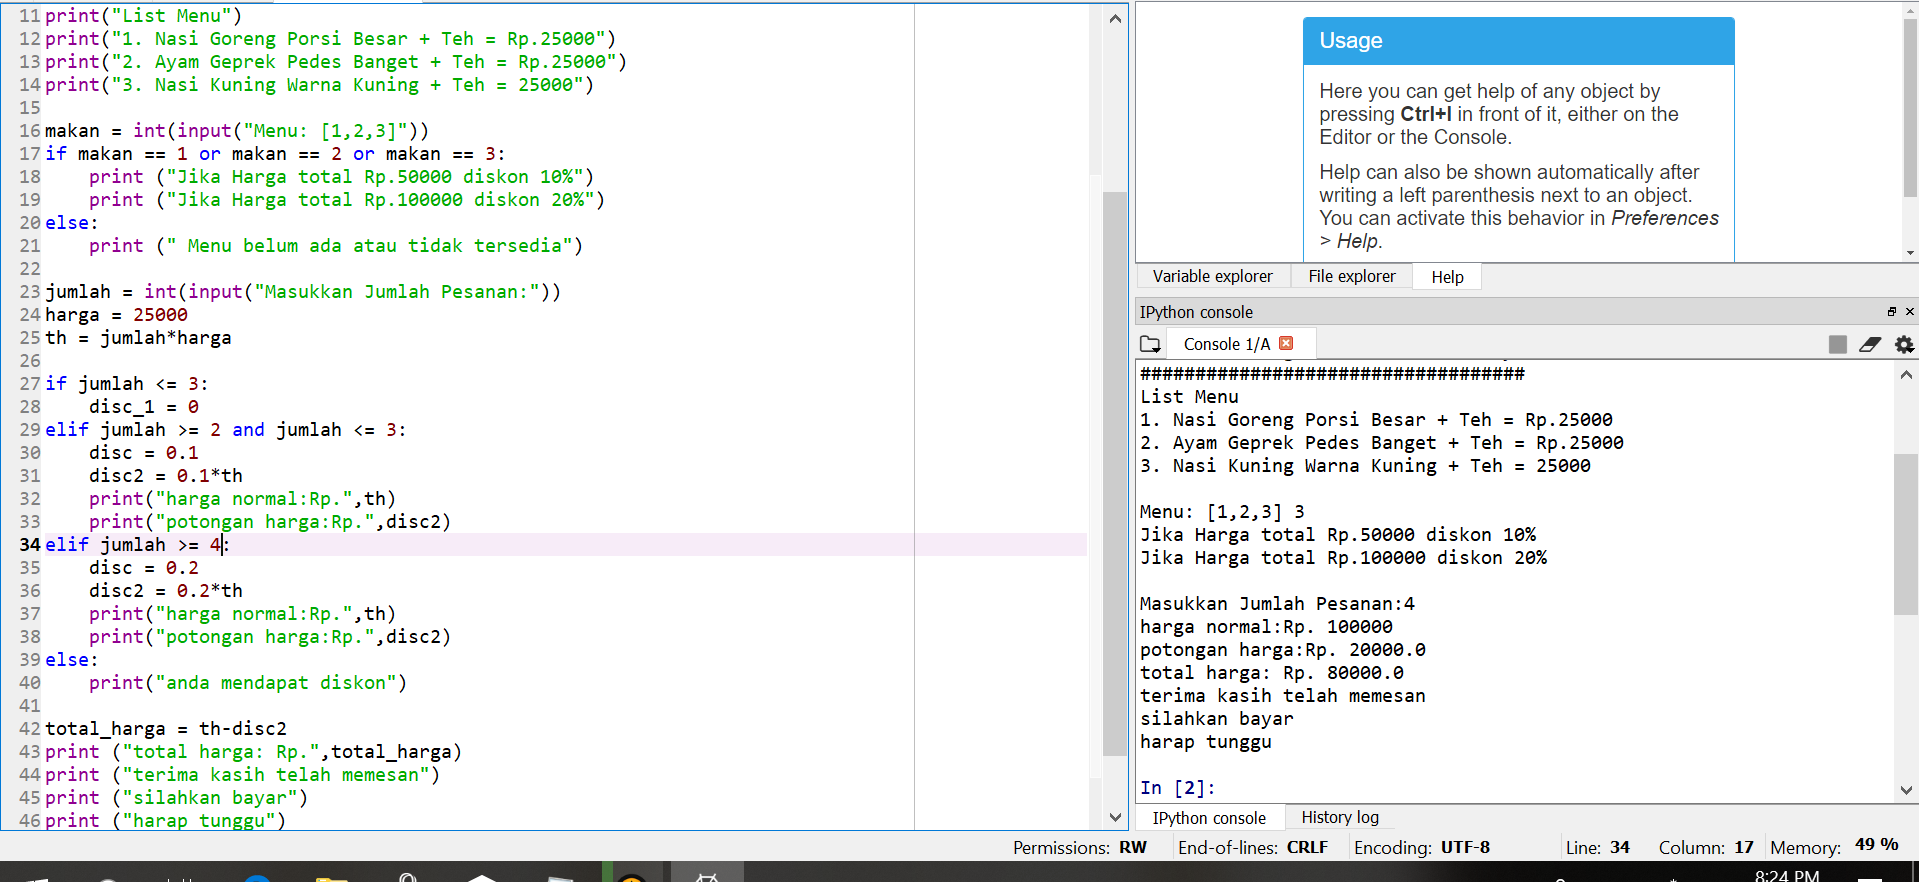 11 print("List Menu")
12 print("1. Nasi Goreng Porsi Besar + Teh = Rp.25000")
13 print("2. Ayam Geprek Pedes Banget + Teh = Rp.25000")
14 print("3. Nasi Kuning Warna Kuning + Teh = 25000")
15
16 makan = int(input("Menu: [1,2,3]"))
17 if makan == 1 or makan == 2 or makan == 3:
18     print ("Jika Harga total Rp.50000 diskon 10%")
19     print ("Jika Harga total Rp.100000 diskon 20%")
20 else:
21     print (" Menu belum ada atau tidak tersedia")
22
23 jumlah = int(input("Masukkan Jumlah Pesanan:"))
24 harga = 25000
25 th = jumlah*harga
26
27 if jumlah <= 3:
28     disc_1 = 0
29 elif jumlah >= 2 and jumlah <= 3:
30     disc = 0.1
31     disc2 = 0.1*th
32     print("harga normal:Rp.",th)
33     print("potongan harga:Rp.",disc2)
34 elif jumlah >= 4:
35     disc = 0.2
36     disc2 = 0.2*th
37     print("harga normal:Rp.",th)
38     print("potongan harga:Rp.",disc2)
39 else:
40     print("anda mendapat diskon")
41
42 total_harga = th-disc2
43 print ("total harga: Rp.",total_harga)
44 print ("terima kasih telah memesan")
45 print ("silahkan bayar")
46 print ("harap tunggu")
Usage
Here you can get help of any object by
pressing Ctrl+I in front of it, either on the
Editor or the Console.
Help can also be shown automatically after
writing a left parenthesis next to an object.
You can activate this behavior in Preferences
> Help.
Variable explorer File explorer Help
IPython console
Console 1/A
###################################
List Menu
1. Nasi Goreng Porsi Besar + Teh = Rp.25000
2. Ayam Geprek Pedes Banget + Teh = Rp.25000
3. Nasi Kuning Warna Kuning + Teh = 25000
Menu: [1,2,3] 3
Jika Harga total Rp.50000 diskon 10%
Jika Harga total Rp.100000 diskon 20%
Masukkan Jumlah Pesanan:4
harga normal:Rp. 100000
potongan harga:Rp. 20000.0
total harga: Rp. 80000.0
terima kasih telah memesan
silahkan bayar
harap tunggu
In [2]:
IPython console History log
Permissions: RW End-of-lines: CRLF Encoding: UTF-8 Line: 34 Column: 17 Memory: 49 %
8:24 PM